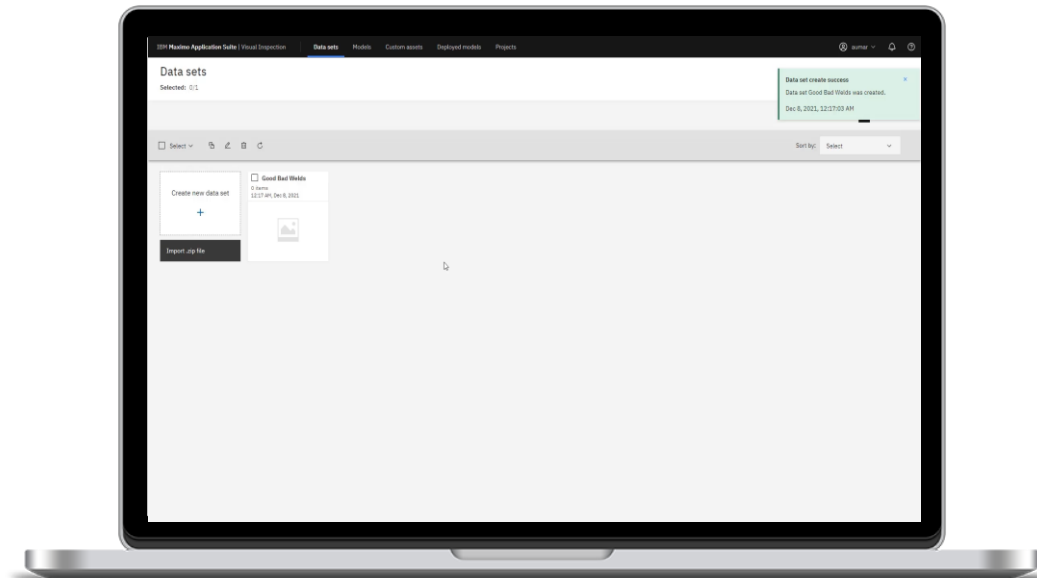 IBM Maximo Application Suite | Visual Inspection Data sets Models Custom assets Deployed models Projects aumar
Data sets
Selected: 0/1
Data set create success
Data set Good Bad Welds was created.
Dec 6, 2021, 12:17:03 AM
Select Sort by: Select
Create new data set
+
Import .zip file
Good Bad Welds
0 items
12:17 AM, Dec 6, 2021